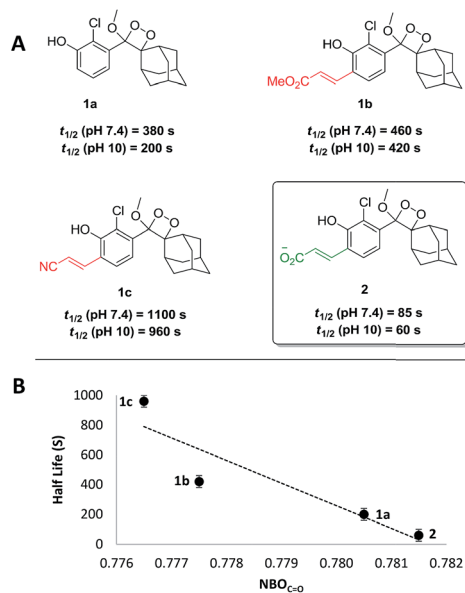 A
O
O O
Cl
HO
1a
t1/2 (pH 7.4) = 380 s
t1/2 (pH 10) = 200 s
O
O O
Cl
OH
MeO2C
1b
t1/2 (pH 7.4) = 460 s
t1/2 (pH 10) = 420 s
O
O O
Cl
HO
NC
1c
t1/2 (pH 7.4) = 1100 s
t1/2 (pH 10) = 960 s
O
O O
Cl
HO
−O2C
2
t1/2 (pH 7.4) = 85 s
t1/2 (pH 10) = 60 s
B
Half Life (S)
1000
800
600
400
200
0
1c
1b
1a
2
0.776 0.777 0.778 0.779 0.780 0.781 0.782
NBOC=O